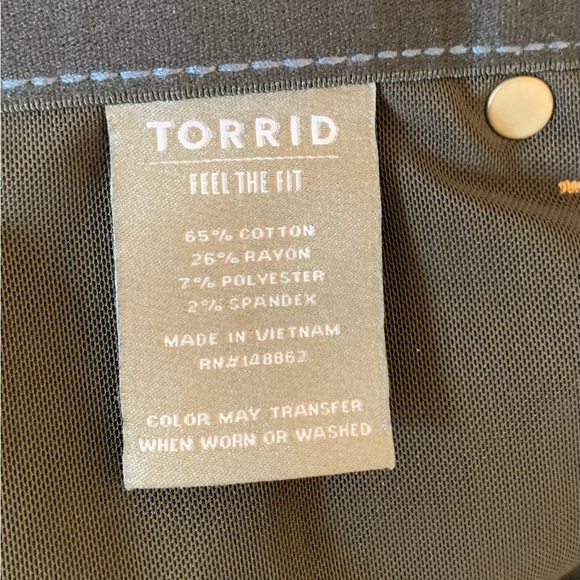 TORRID
FEEL THE FIT
65% COTTON
26% RAYON
7% POLYESTER
2% SPANDEX
MADE IN VIETNAM
RN#148862
COLOR MAY TRANSFER
WHEN WORN OR WASHED